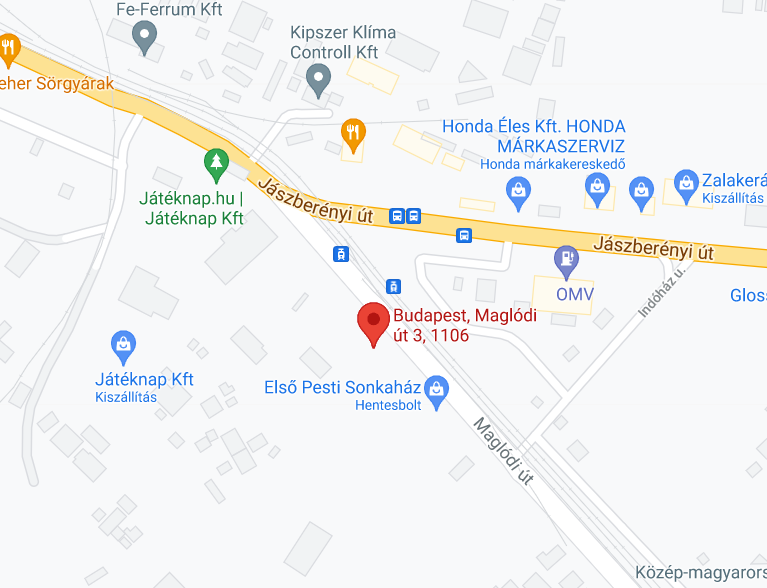 Fe-Ferrum Kft
Kipszer Klíma
Controll Kft
eher Sörgyárak
Honda Éles Kft. HONDA
MÁRKASZERVIZ
Honda márkakereskedő
Zalakerá
Kiszállítás
Játéknap.hu |
Játéknap Kft
Jászberényi út
Jászberényi út
OMV
Indóház u.
Gloss
Budapest, Maglódi
út 3, 1106
Játéknap Kft
Kiszállítás
Első Pesti Sonkaház
Hentesbolt
Maglódi út
Közép-magyarors